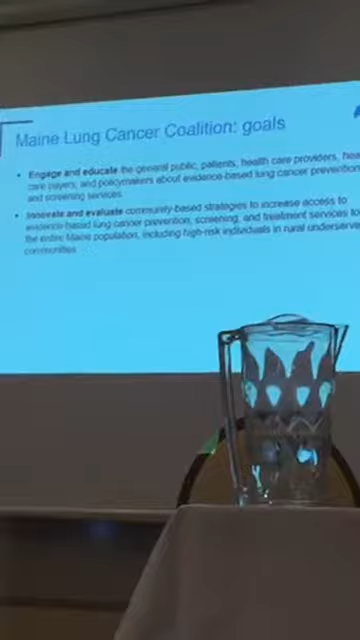 Maine Lung Cancer Coalition: goals
• Engage and educate the general public, patients, health care providers, hea
care payers, and policymakers about evidence-based lung cancer prevention
and screening services.
• Innovate and evaluate community-based strategies to increase access to
evidence-based lung cancer prevention, screening, and treatment services to
the entire Maine population, including high-risk individuals in rural underserve
communities